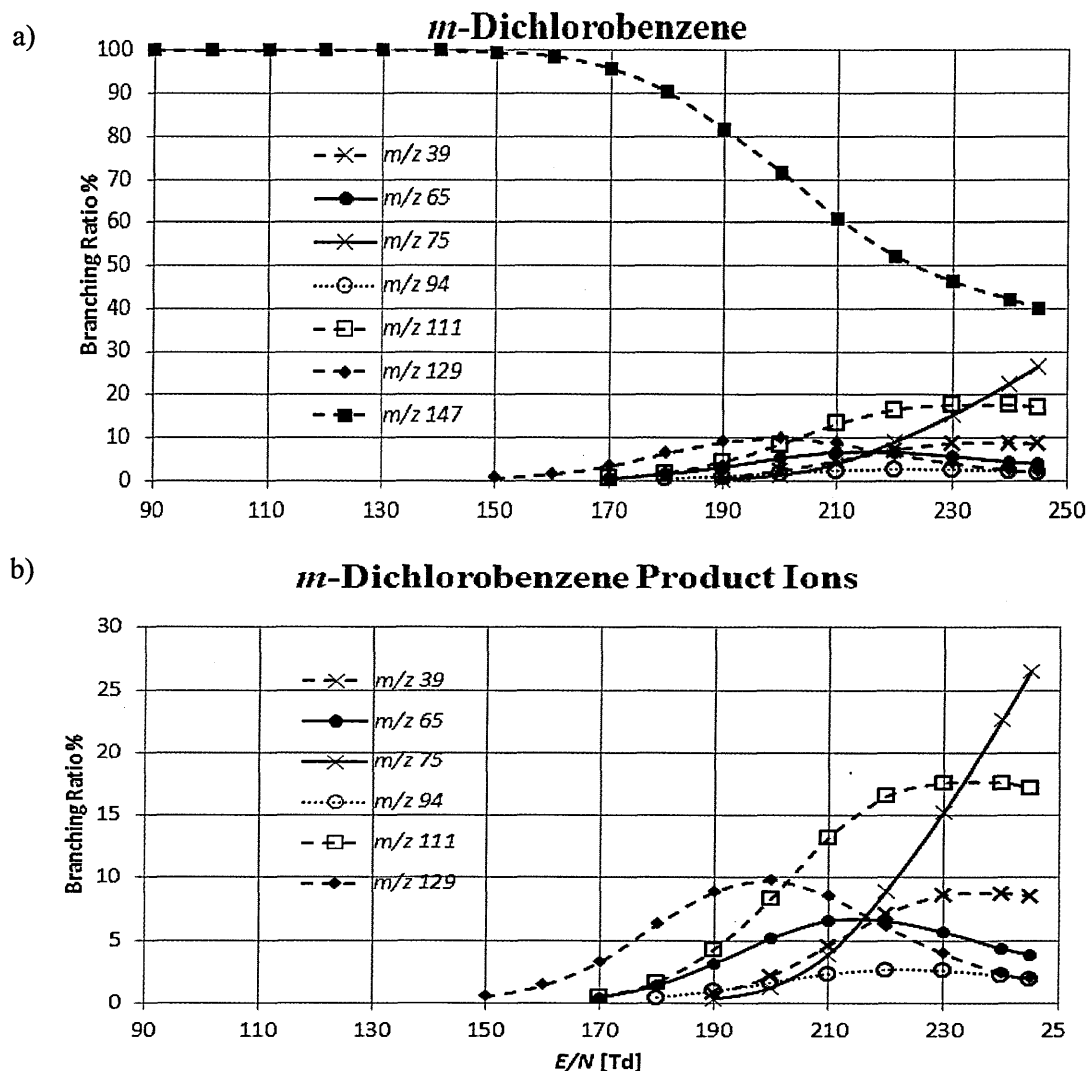 a)
m-Dichlorobenzene
100
90
80
70
60
50
40
30
20
10
0
Branching Ratio%
m/z 39
m/z 65
m/z 75
m/z 94
m/z 111
m/z 129
m/z 147
90 110 130 150 170 190 210 230 250
b)
m-Dichlorobenzene Product Ions
30
25
20
15
10
5
0
Branching Ratio%
m/z 39
m/z 65
m/z 75
m/z 94
m/z 111
m/z 129
90 110 130 150 170 190 210 230 25
E/N [Td]